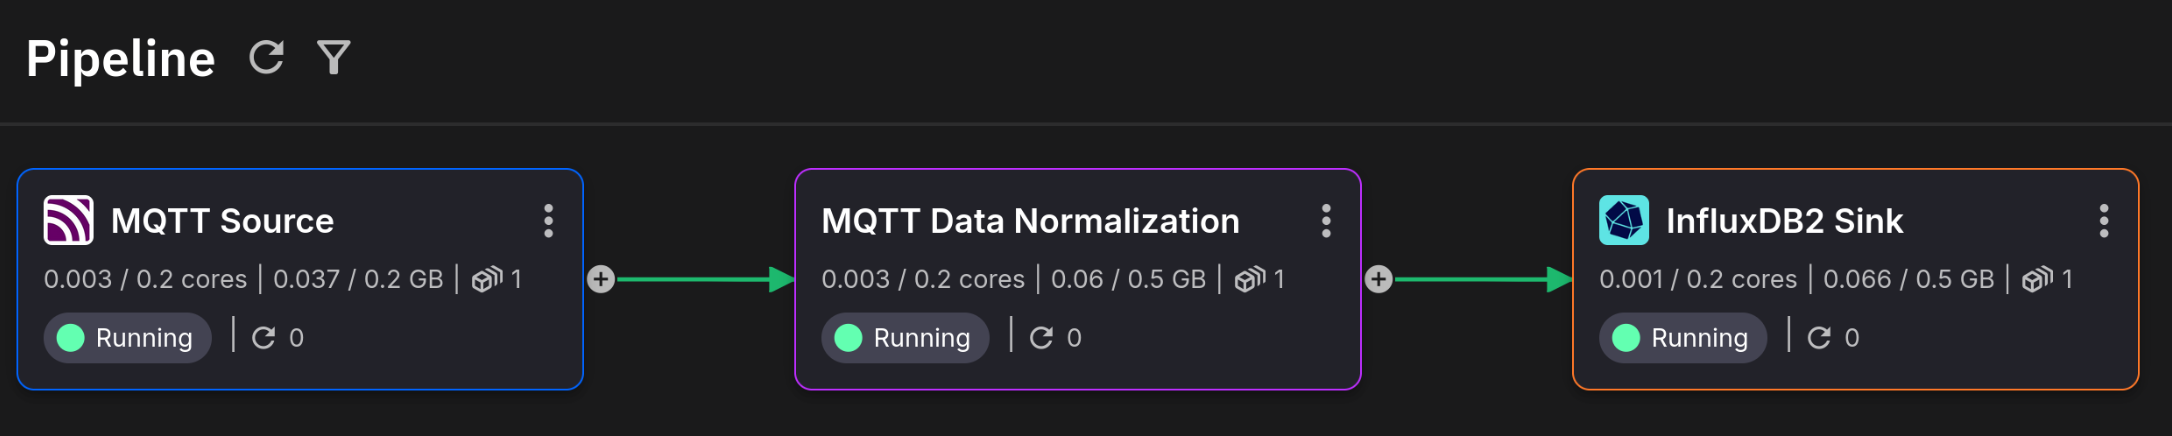 Pipeline
MQTT Source
0.003 / 0.2 cores | 0.037 / 0.2 GB | 1
Running | 0
MQTT Data Normalization
0.003 / 0.2 cores | 0.06 / 0.5 GB | 1
Running | 0
InfluxDB2 Sink
0.001 / 0.2 cores | 0.066 / 0.5 GB | 1
Running | 0